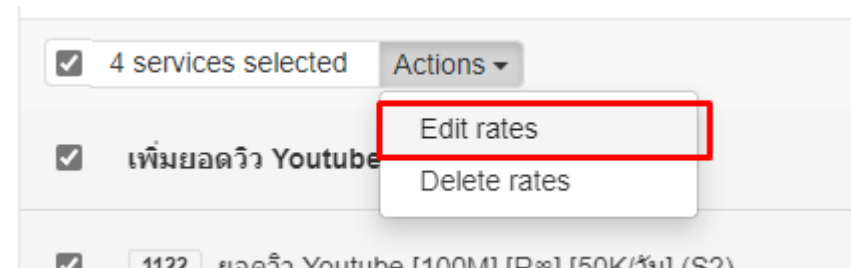 4 services selected Actions
Edit rates
เพิ่มยอดวิว Youtube
Delete rates
1122 ยอดวิว Youtube [100M] [50K/วัน] (S2)